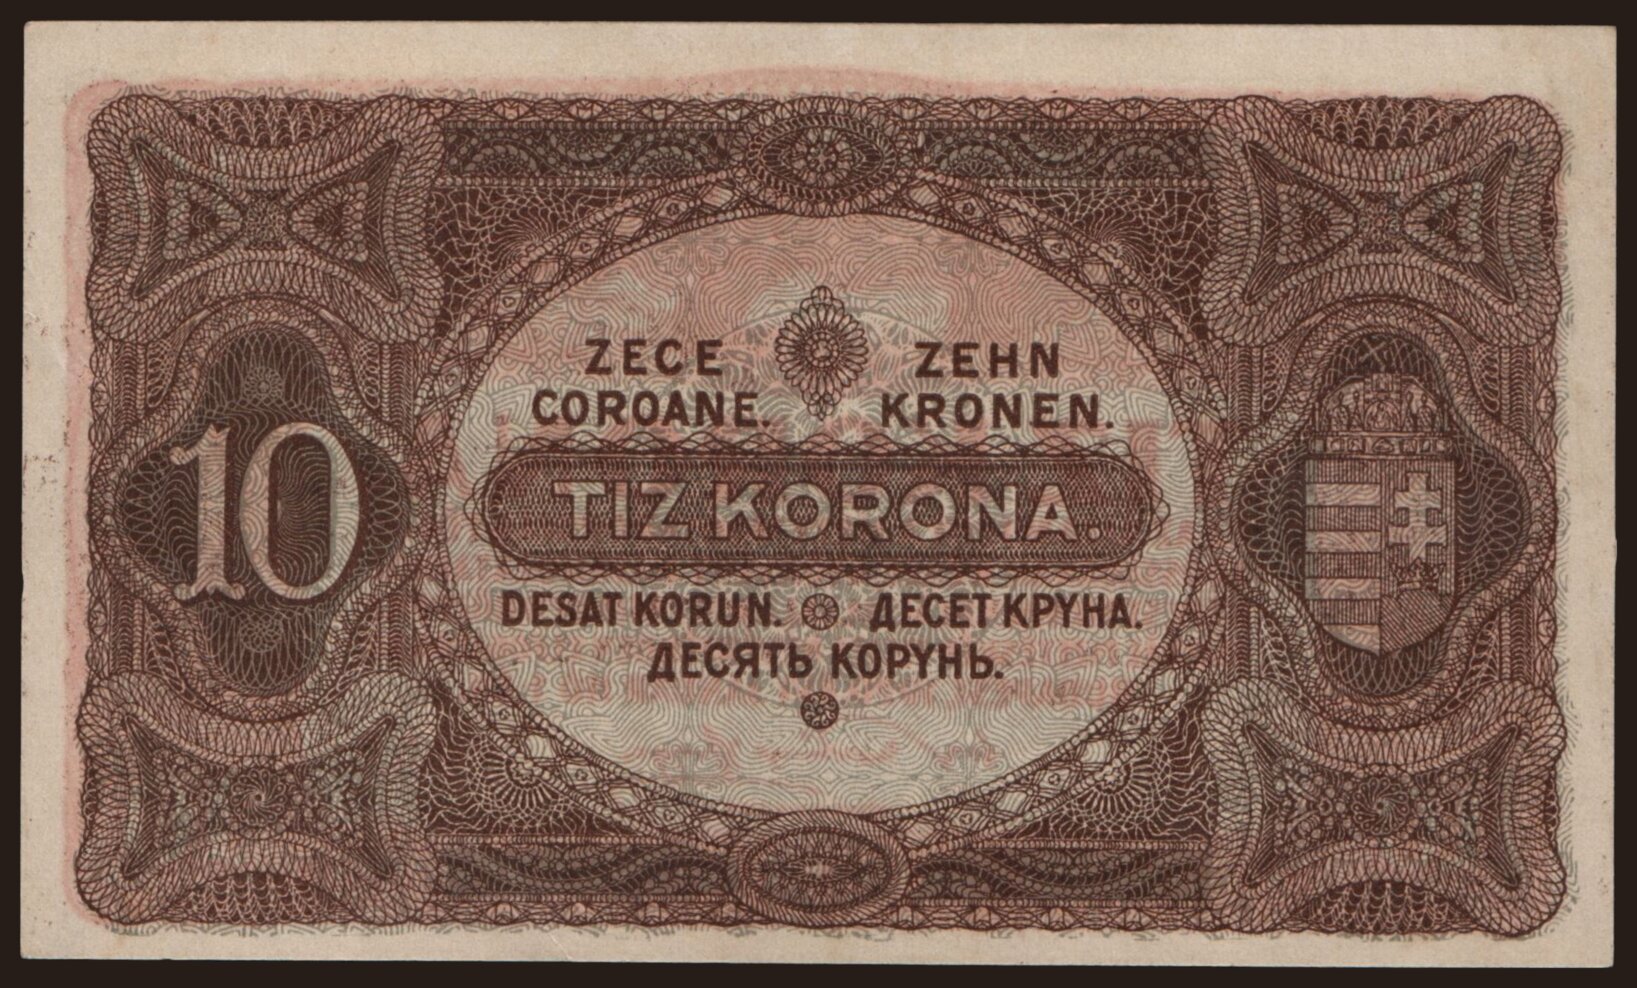 ZECE
COROANE.
ZEHN
KRONEN.
10
TIZ KORONA.
DESAT KORUN.
ДЕСЕТ КРУНА.
ДЕСЯТЬ КОРУНЬ.